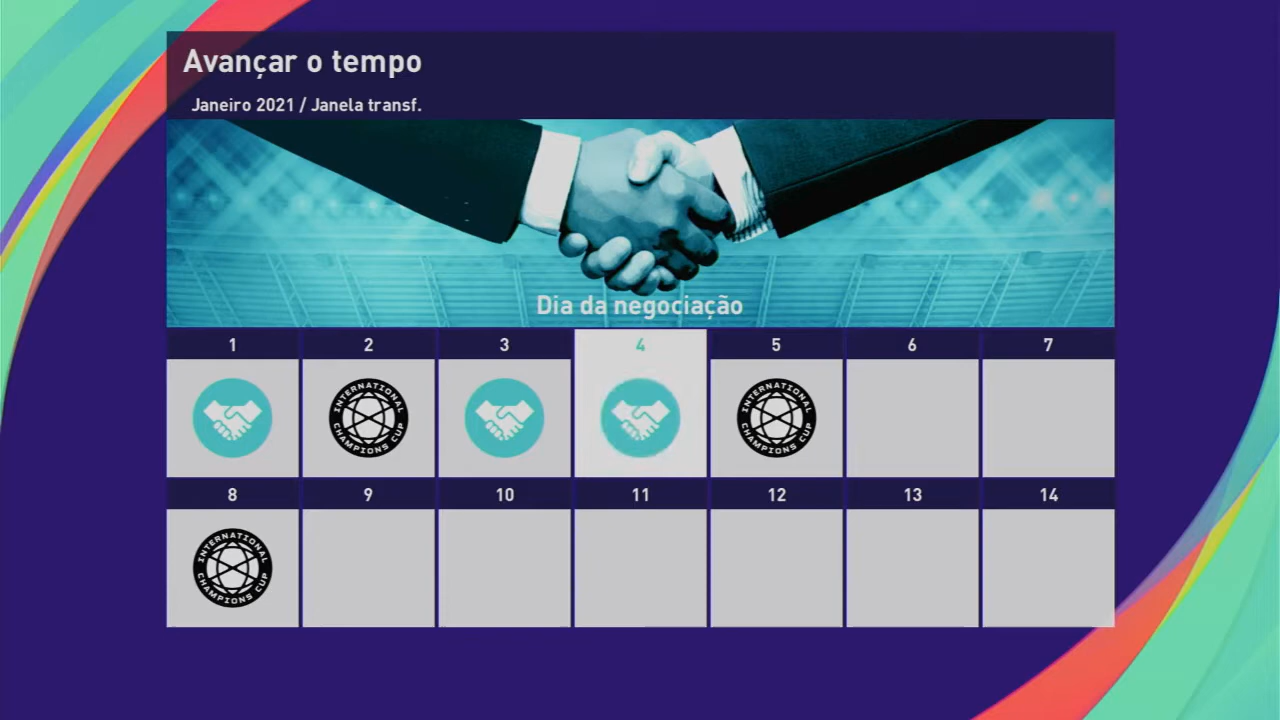 Avançar o tempo
Janeiro 2021 / Janela transf.
Dia da negociação
1 2 3 4 5 6 7
INTERNATIONAL CHAMPIONS CUP
INTERNATIONAL CHAMPIONS CUP
8 9 10 11 12 13 14
INTERNATIONAL CHAMPIONS CUP